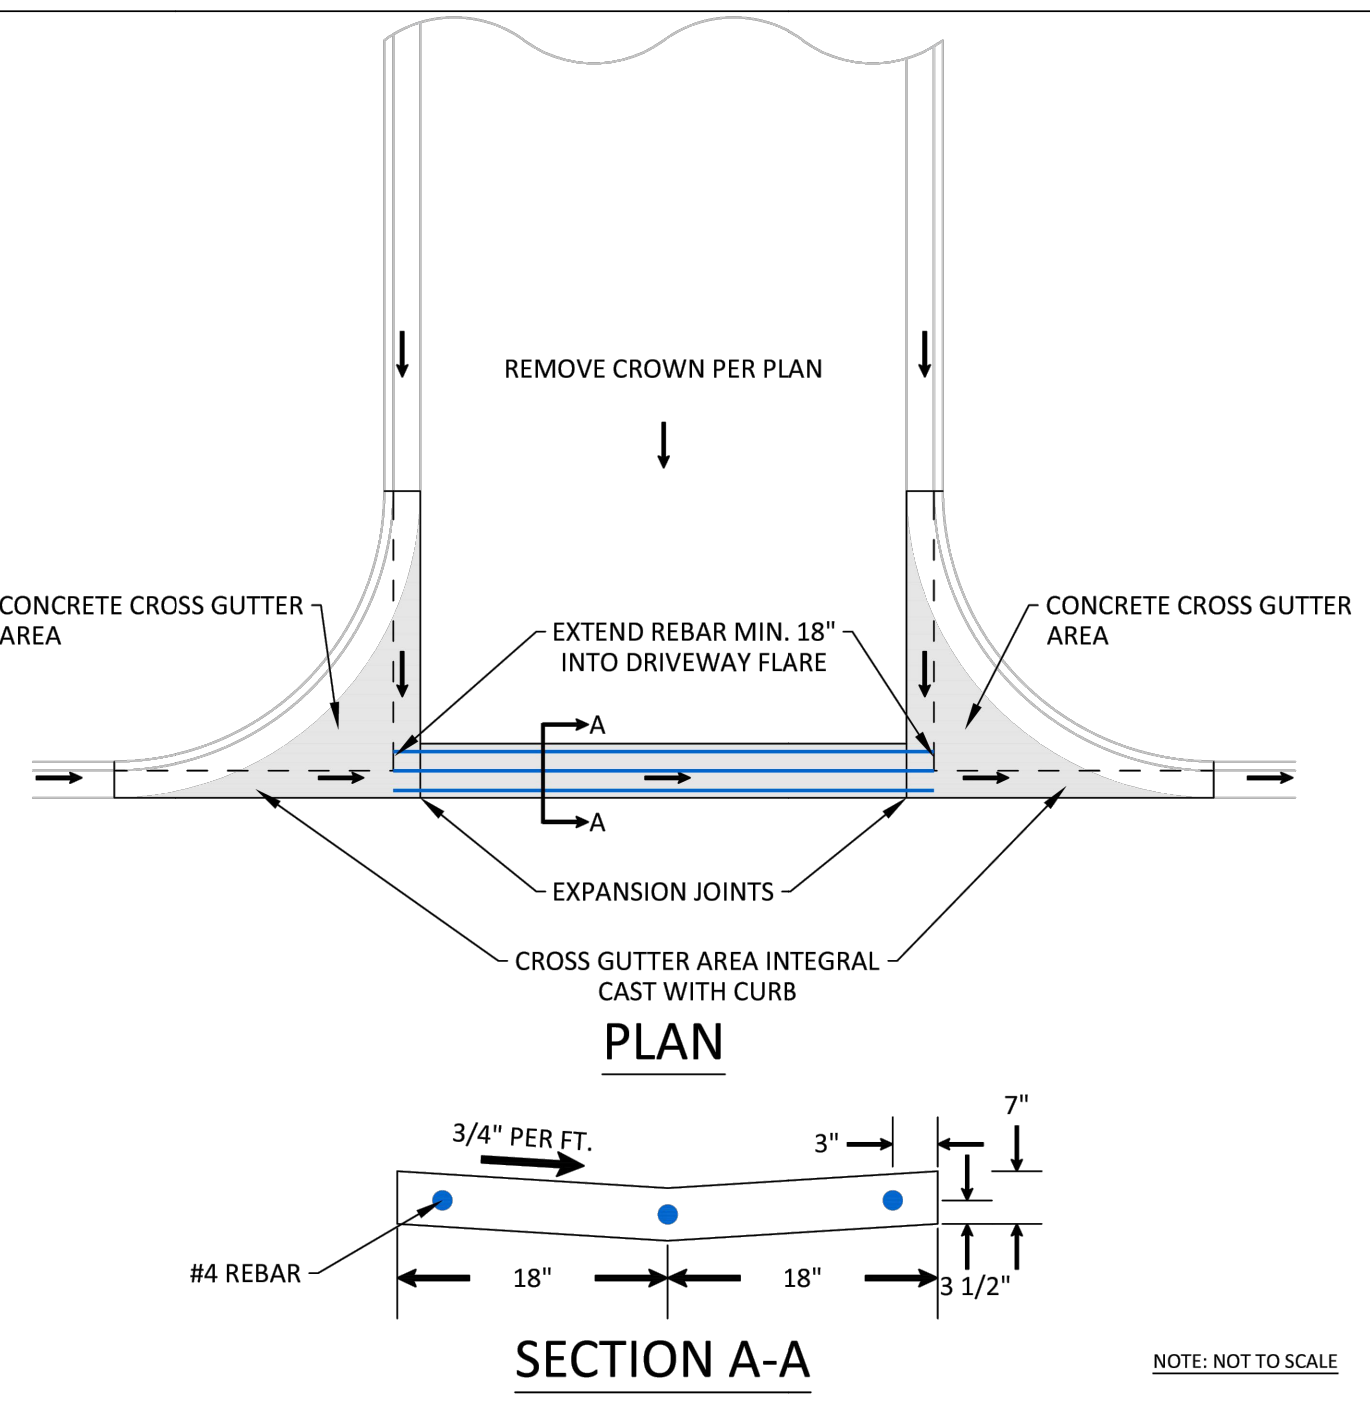 REMOVE CROWN PER PLAN
CONCRETE CROSS GUTTER
AREA
CONCRETE CROSS GUTTER
AREA
EXTEND REBAR MIN. 18"
INTO DRIVEWAY FLARE
A
A
EXPANSION JOINTS
CROSS GUTTER AREA INTEGRAL
CAST WITH CURB
PLAN
3/4" PER FT.
3"
7"
#4 REBAR
18"
18"
3 1/2"
SECTION A-A
NOTE: NOT TO SCALE